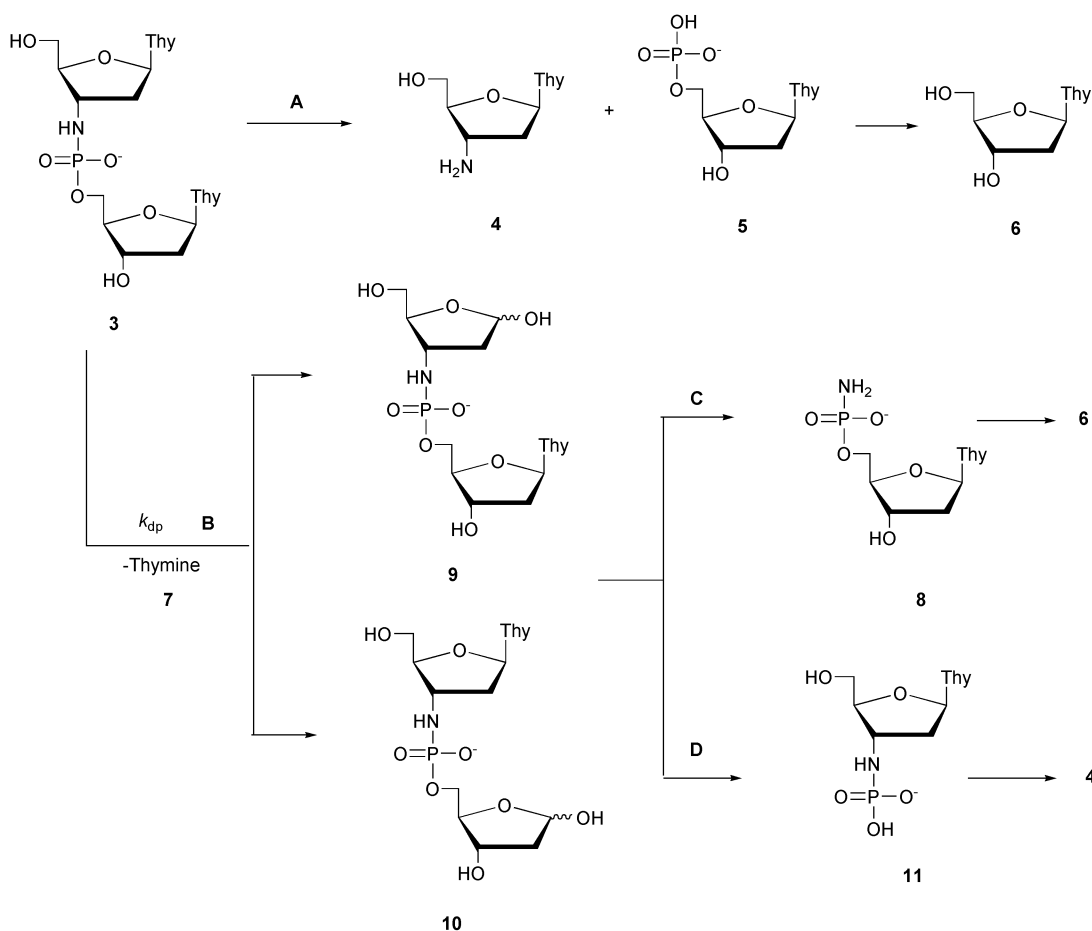 HO
O
Thy
HN
O=P-O⁻
O
O
Thy
HO
3
A
HO
O
Thy
H₂N
4
+
OH
O=P-O⁻
O
O
Thy
HO
5
HO
O
Thy
HO
6
kdp
B
-Thymine
7
HO
O
OH
HN
O=P-O⁻
O
O
Thy
HO
9
HO
O
Thy
HN
O=P-O⁻
O
O
OH
HO
10
C
NH₂
O=P-O⁻
O
O
Thy
HO
8
6
D
HO
O
Thy
HN
O=P-O⁻
OH
11
4